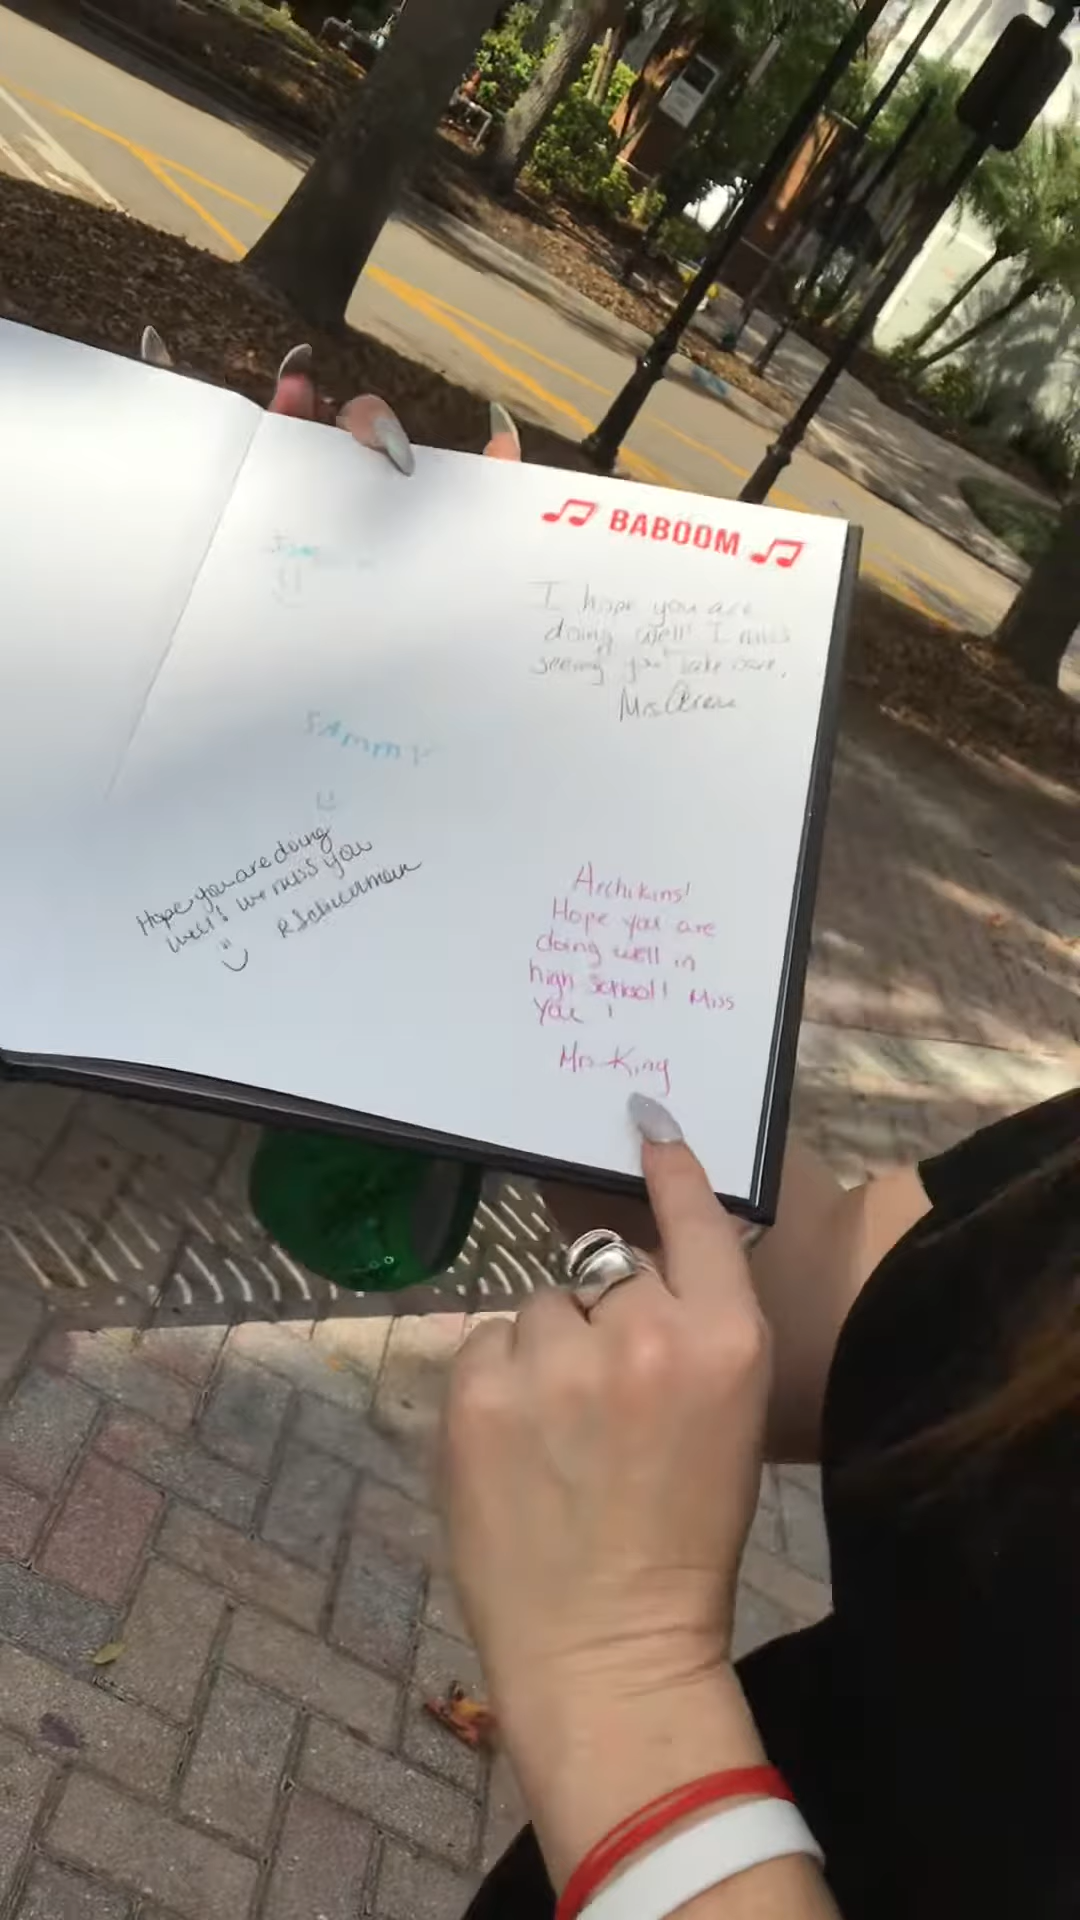 ♫ BABOOM ♫
I hope you are
doing well! I miss
seeing you take care.
Mrs
SAMMY
Hope you are doing
well! we miss you
Archikins!
Hope you are
doing well in
high School! Miss
You !
Mrs King